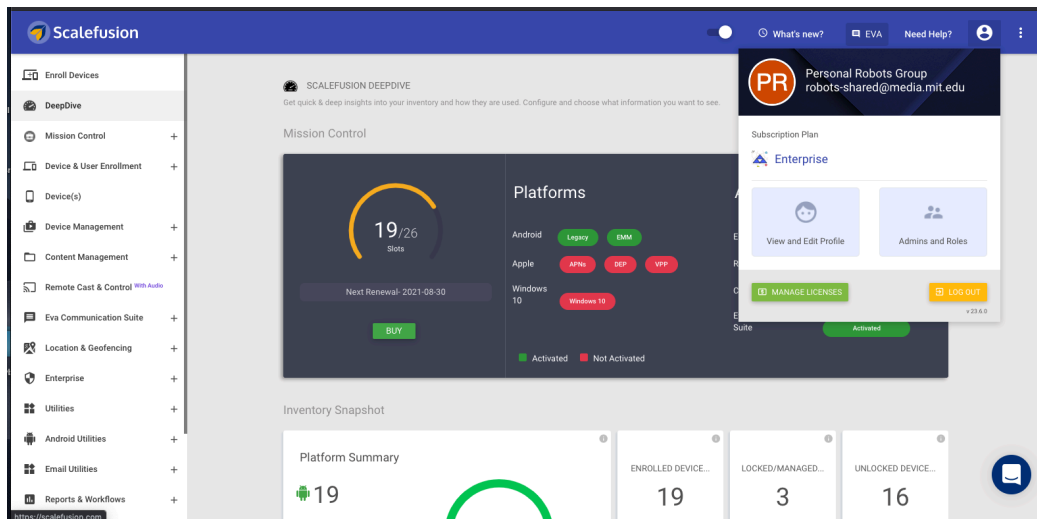 Scalefusion
What's new?
EVA
Need Help?
Enroll Devices
DeepDive
Mission Control
Device & User Enrollment
Device(s)
Device Management
Content Management
Remote Cast & Control With Audio
Eva Communication Suite
Location & Geofencing
Enterprise
Utilities
Android Utilities
Email Utilities
Reports & Workflows
https://scalefusion.com
SCALEFUSION DEEPDIVE
Get quick & deep insights into your inventory and how they are used. Configure and choose what information you want to see.
Mission Control
19/26
Slots
Next Renewal- 2021-08-30
BUY
Platforms
Android Legacy EMM
Apple APNs DEP VPP
Windows
10 Windows 10
Activated Not Activated
Suite
Activated
PR
Personal Robots Group
robots-shared@media.mit.edu
Subscription Plan
Enterprise
View and Edit Profile
Admins and Roles
MANAGE LICENSES
LOG OUT
v 23.6.0
Inventory Snapshot
Platform Summary
19
ENROLLED DEVICE...
19
LOCKED/MANAGED...
3
UNLOCKED DEVICE...
16